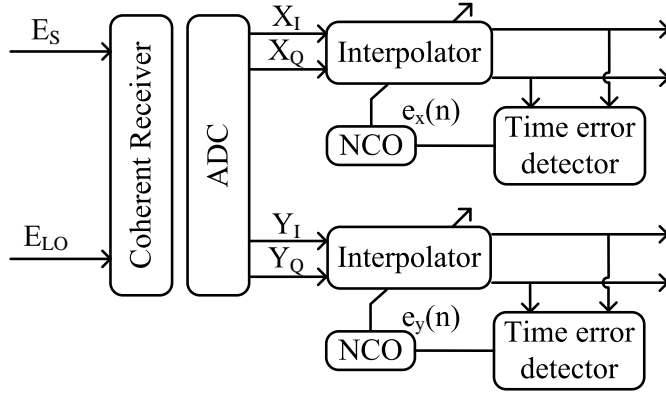 E_S
E_LO
Coherent Receiver
ADC
X_I
X_Q
Interpolator
e_x(n)
NCO
Time error
detector
Y_I
Y_Q
Interpolator
e_y(n)
NCO
Time error
detector